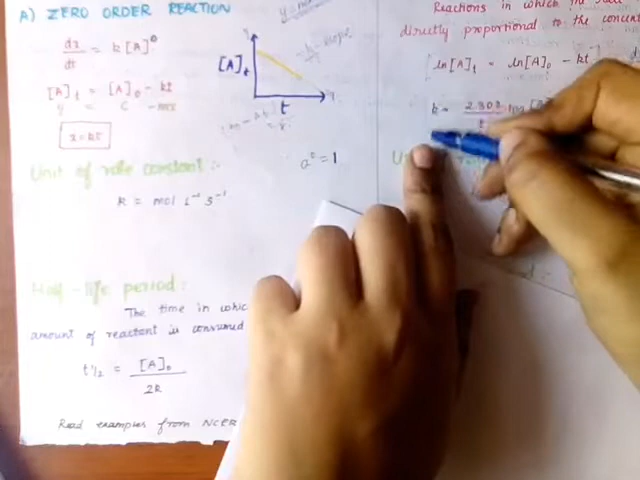 A) ZERO ORDER REACTION
dx/dt = k[A]⁰
[A]t = [A]₀ - kt
y = c - mx
x = kt
[A]t
t
slope
a⁰ = 1
Unit of rate constant :-
k = mol L⁻¹ s⁻¹
Half-life period:
The time in which
amount of reactant is consumed
t½ = [A]₀ / 2k
Read examples from NCER
Reactions in which the
directly proportional to the concent
ln[A]t = ln[A]₀ - kt
k = 2.303 / t log